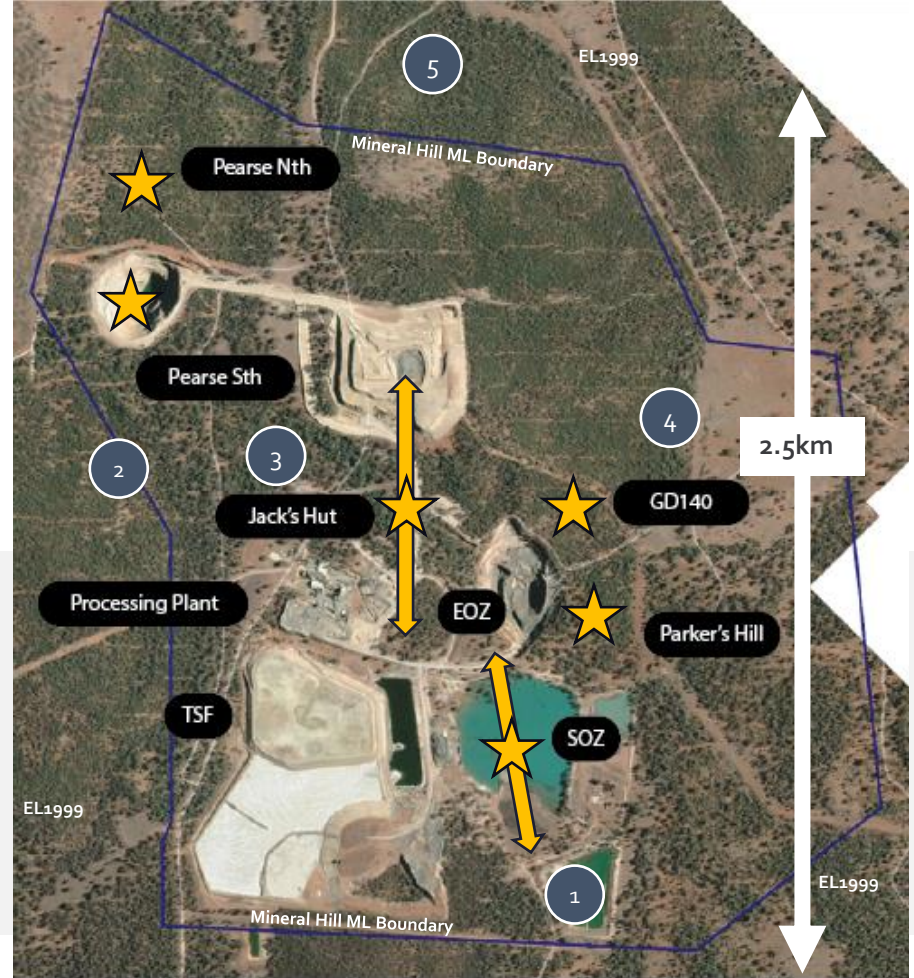 5
EL1999
Mineral Hill ML Boundary
Pearse Nth
Pearse Sth
4
2.5km
3
2
Jack's Hut
GD140
Processing Plant
EOZ
Parker's Hill
TSF
SOZ
EL1999
EL1999
1
Mineral Hill ML Boundary